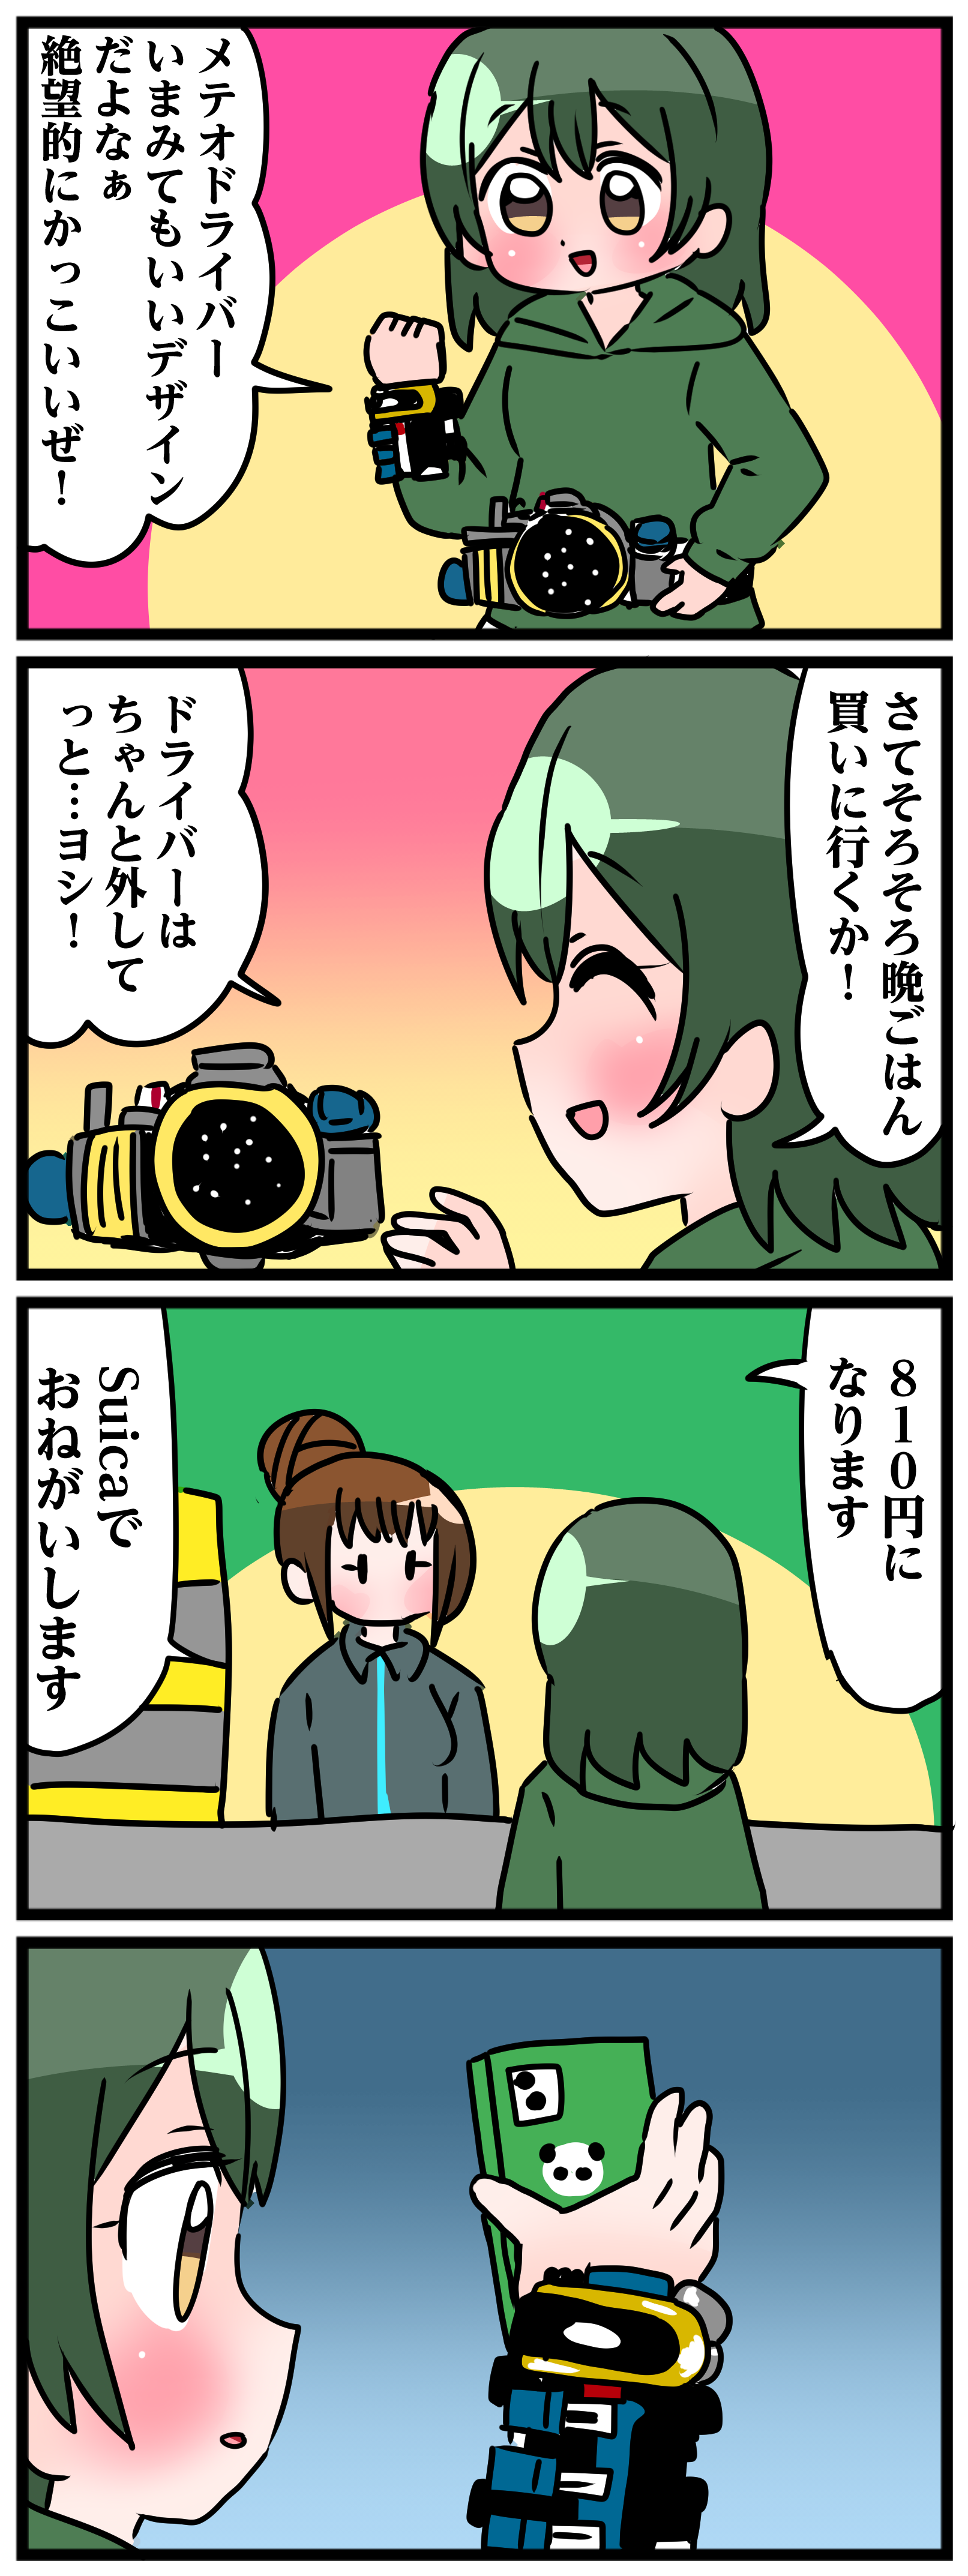 メテオドライバー
いまみてもいいデザイン
だよなぁ
絶望的にかっこいいぜ！
さてそろそろ晩ごはん
買いに行くか！
ドライバーは
ちゃんと外して
っと…ヨシ！
810円に
なります
Suicaで
おねがいします